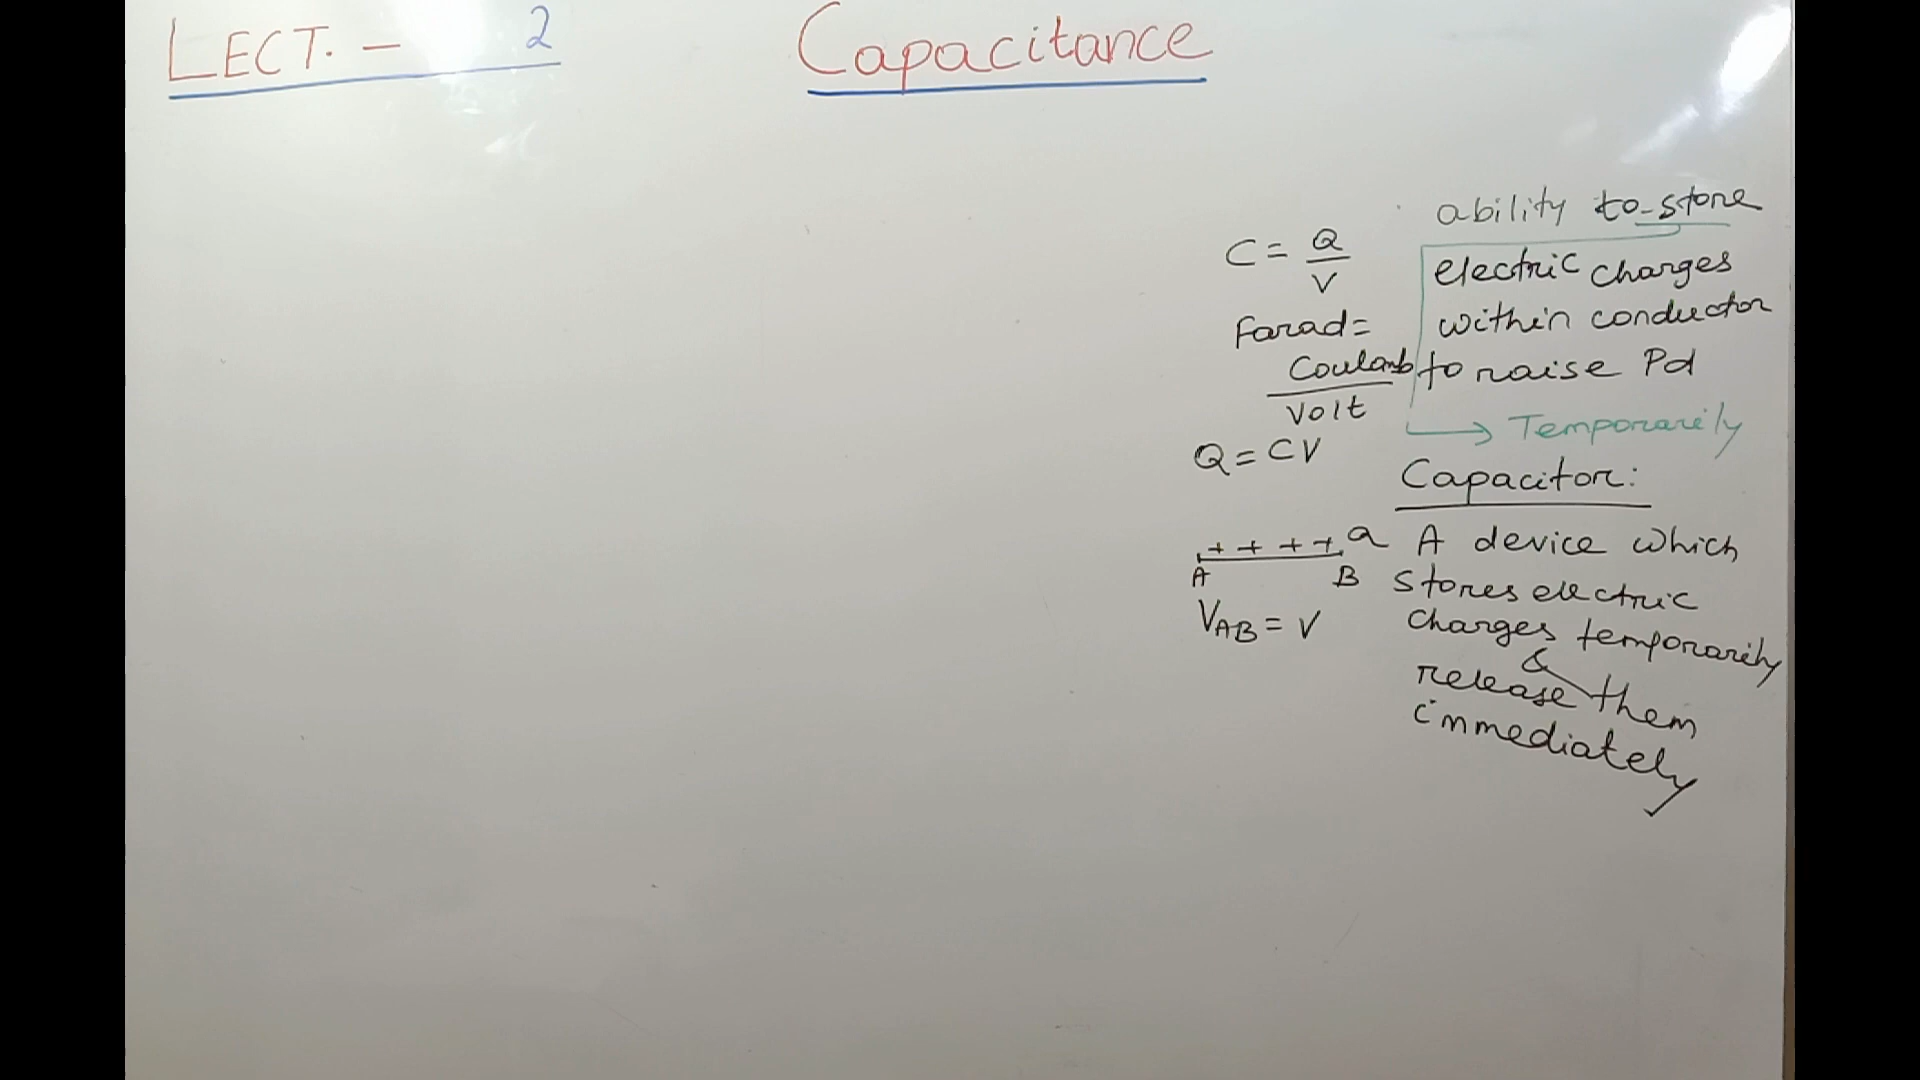 LECT. - 2
Capacitance
C = Q/V
Farad =
Coulomb/Volt
Q = CV
+ + + + Q
A B
V_AB = V
ability to store
electric charges
within conductor
to raise Pd
→ Temporarily
Capacitor:
A device which
stores electric
charges temporarily
&
release them
immediately